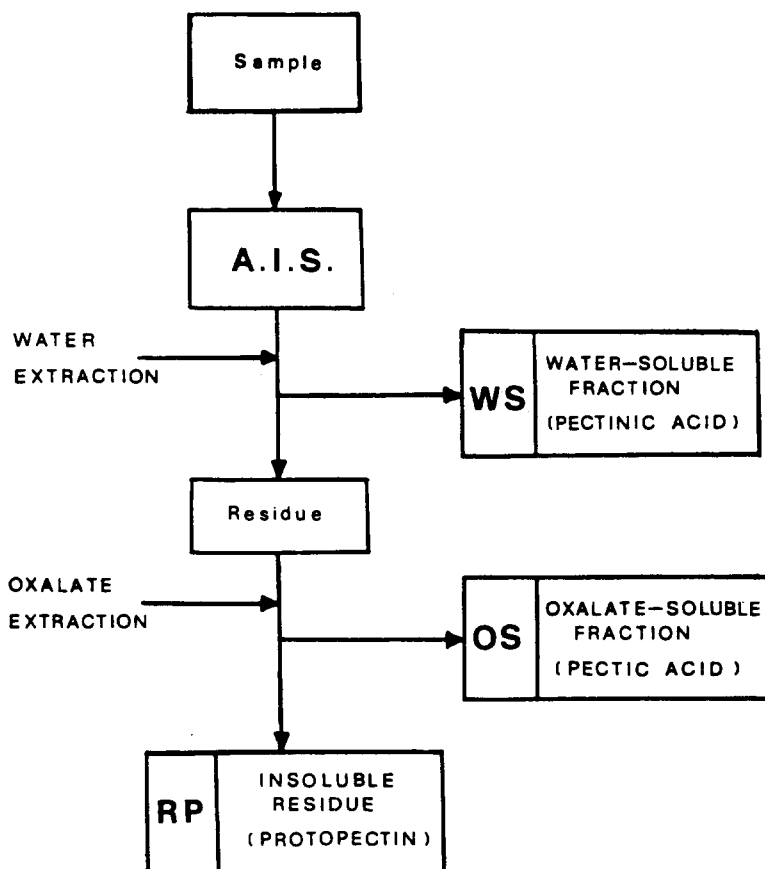 Sample
A.I.S.
WATER
EXTRACTION
WS
WATER–SOLUBLE
FRACTION
(PECTINIC ACID)
Residue
OXALATE
EXTRACTION
OS
OXALATE–SOLUBLE
FRACTION
(PECTIC ACID)
RP
INSOLUBLE
RESIDUE
(PROTOPECTIN)